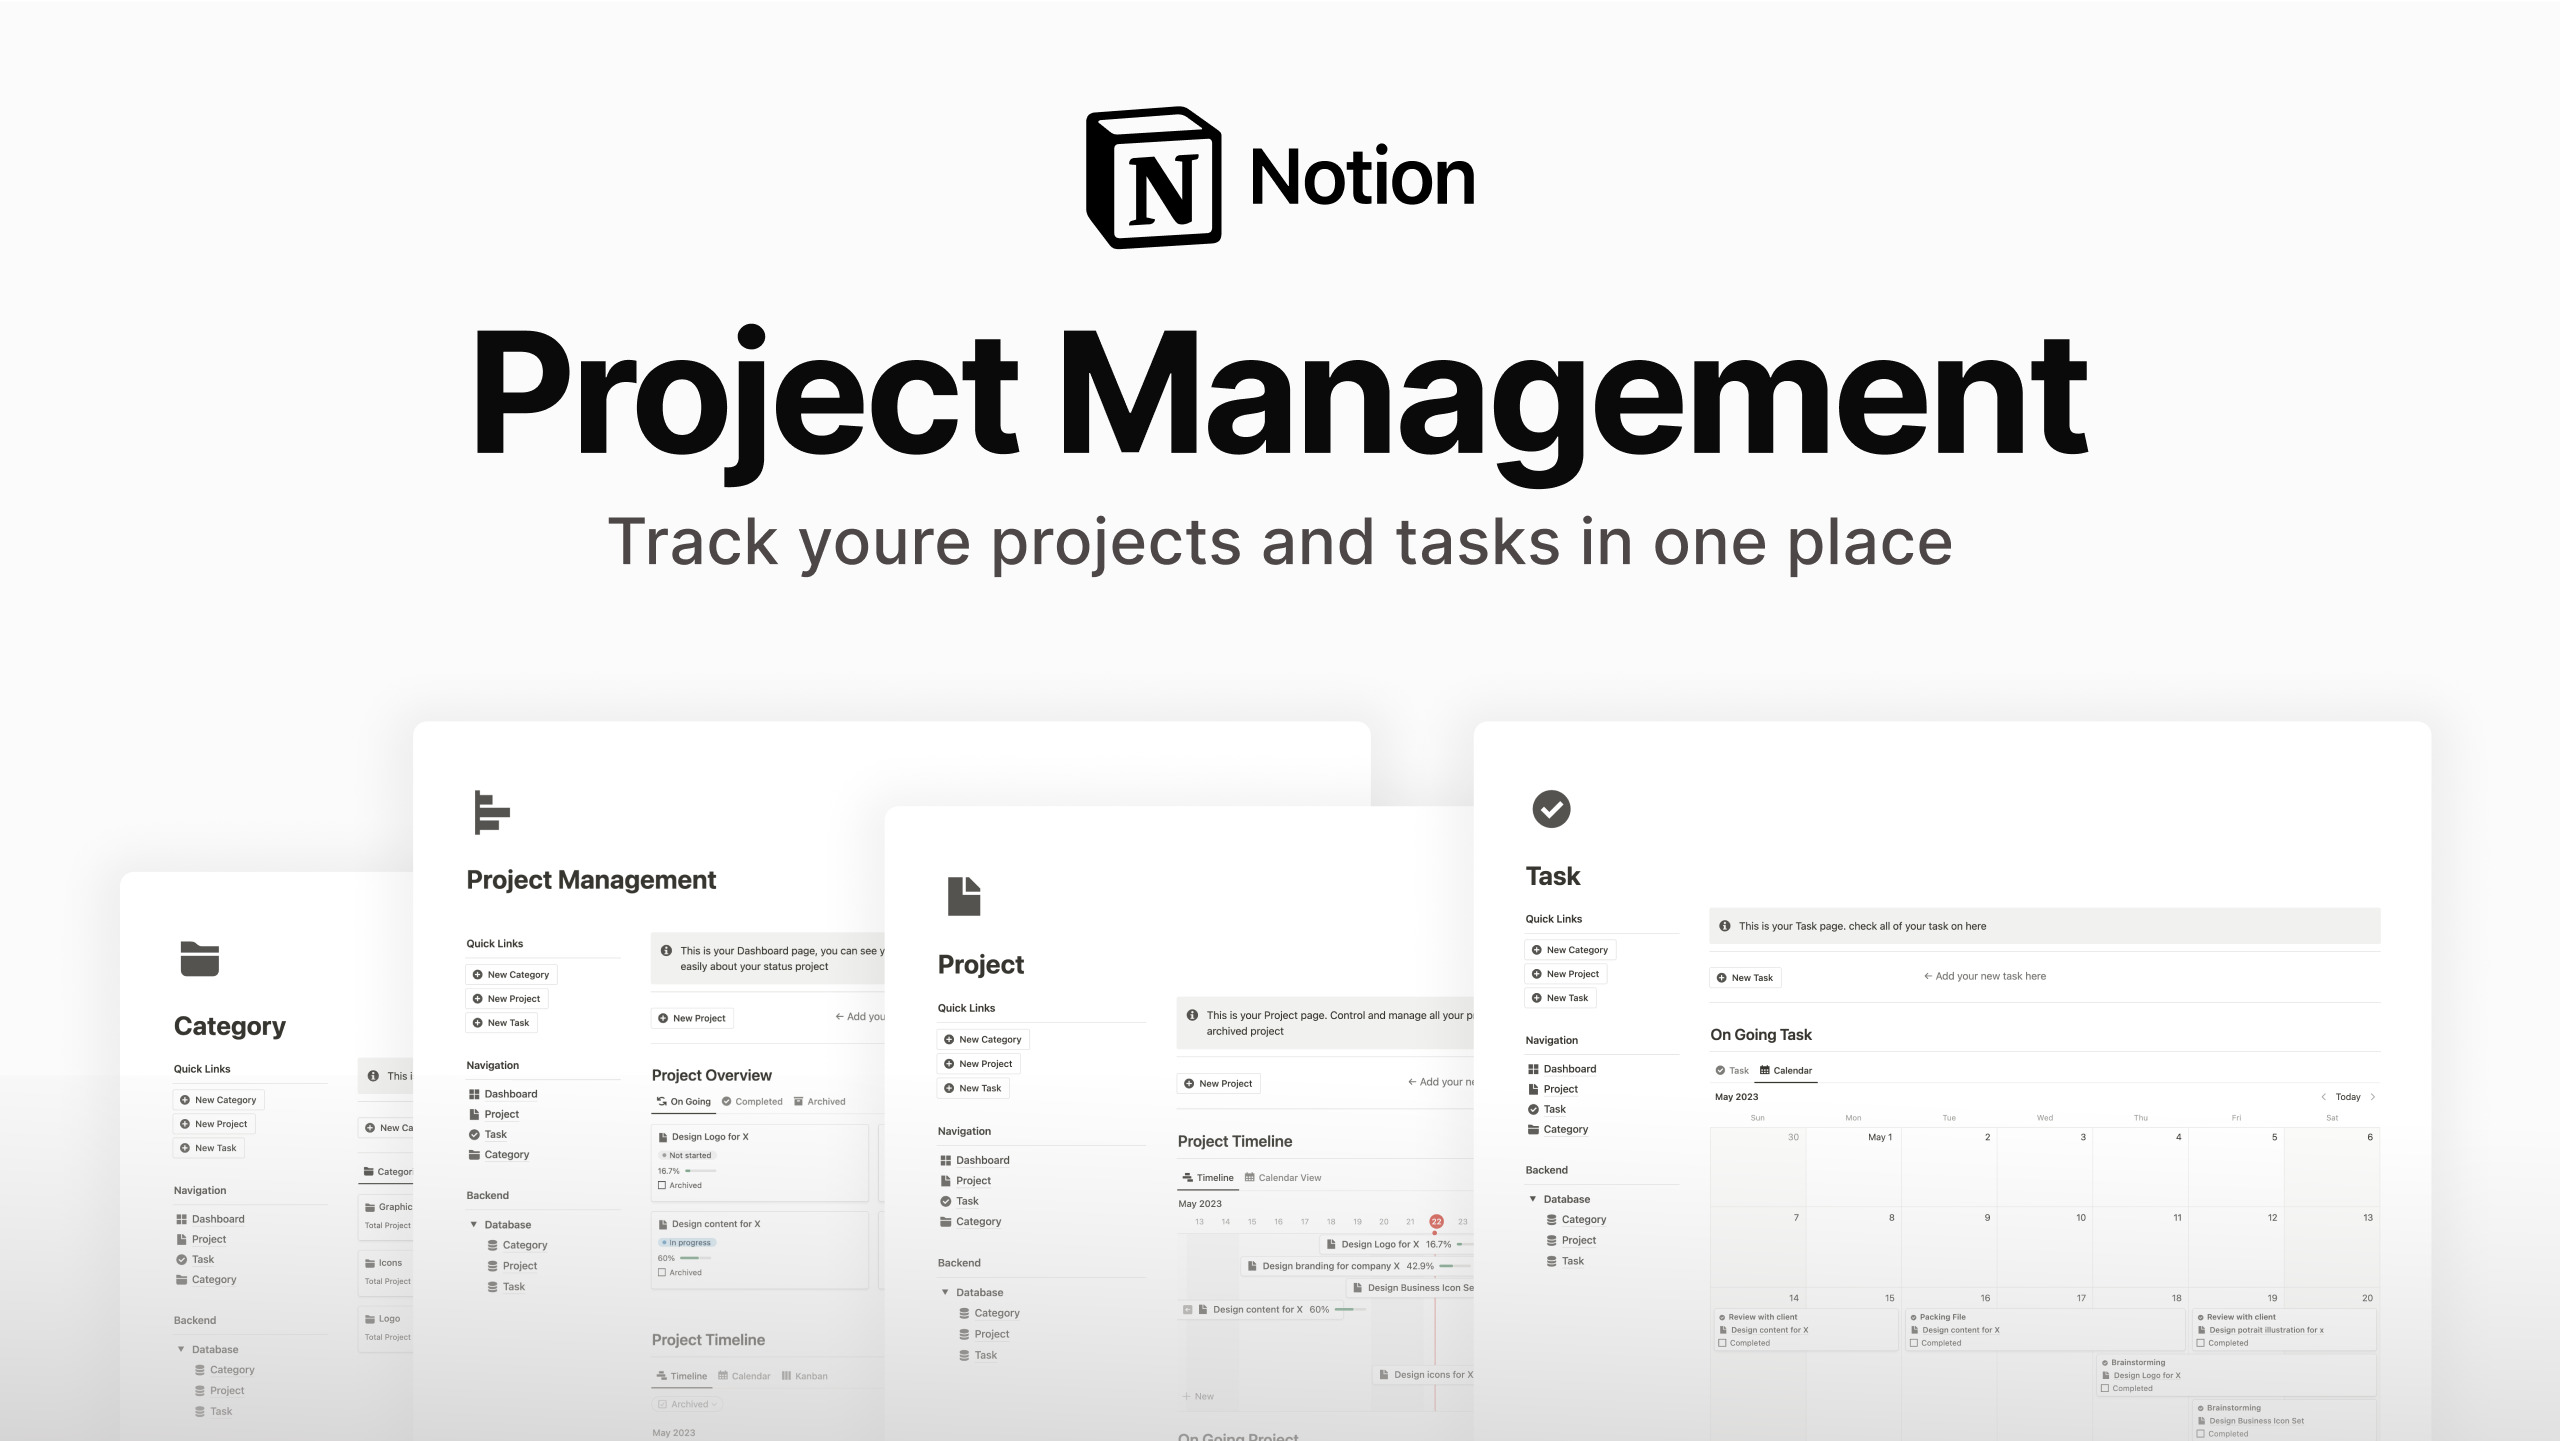 Notion
Project Management
Track youre projects and tasks in one place
Category
Quick Links
New Category
New Project
New Task
Navigation
Dashboard
Project
Task
Category
Backend
Database
Category
Project
Task
This i
New Ca
Categor
Graphic
Total Project
Icons
Total Project
Logo
Total Project
Project Management
Quick Links
New Category
New Project
New Task
Navigation
Dashboard
Project
Task
Category
Backend
Database
Category
Project
Task
This is your Dashboard page, you can see y
easily about your status project
New Project
← Add you
Project Overview
On Going Completed Archived
Design Logo for X
Not started
16.7%
Archived
Design content for X
In progress
60%
Archived
Project Timeline
Timeline Calendar Kanban
Archived
May 2023
Project
Quick Links
New Category
New Project
New Task
Navigation
Dashboard
Project
Task
Category
Backend
Database
Category
Project
Task
This is your Project page. Control and manage all your p
archived project
New Project
← Add your ne
Project Timeline
Timeline Calendar View
May 2023
13 14 15 16 17 18 19 20 21 22 23
Design Logo for X 16.7%
Design branding for company X 42.9%
Design Business Icon Se
Design content for X 60%
Design icons for X
+ New
On Going Project
Task
Quick Links
New Category
New Project
New Task
Navigation
Dashboard
Project
Task
Category
Backend
Database
Category
Project
Task
This is your Task page. check all of your task on here
New Task
← Add your new task here
On Going Task
Task Calendar
May 2023
Today
Sun Mon Tue Wed Thu Fri Sat
30 May 1 2 3 4 5 6
7 8 9 10 11 12 13
14 15 16 17 18 19 20
Review with client
Design content for X
Completed
Packing File
Design content for X
Completed
Review with client
Design potrait illustration for x
Completed
Brainstorming
Design Logo for X
Completed
Brainstorming
Design Business Icon Set
Completed